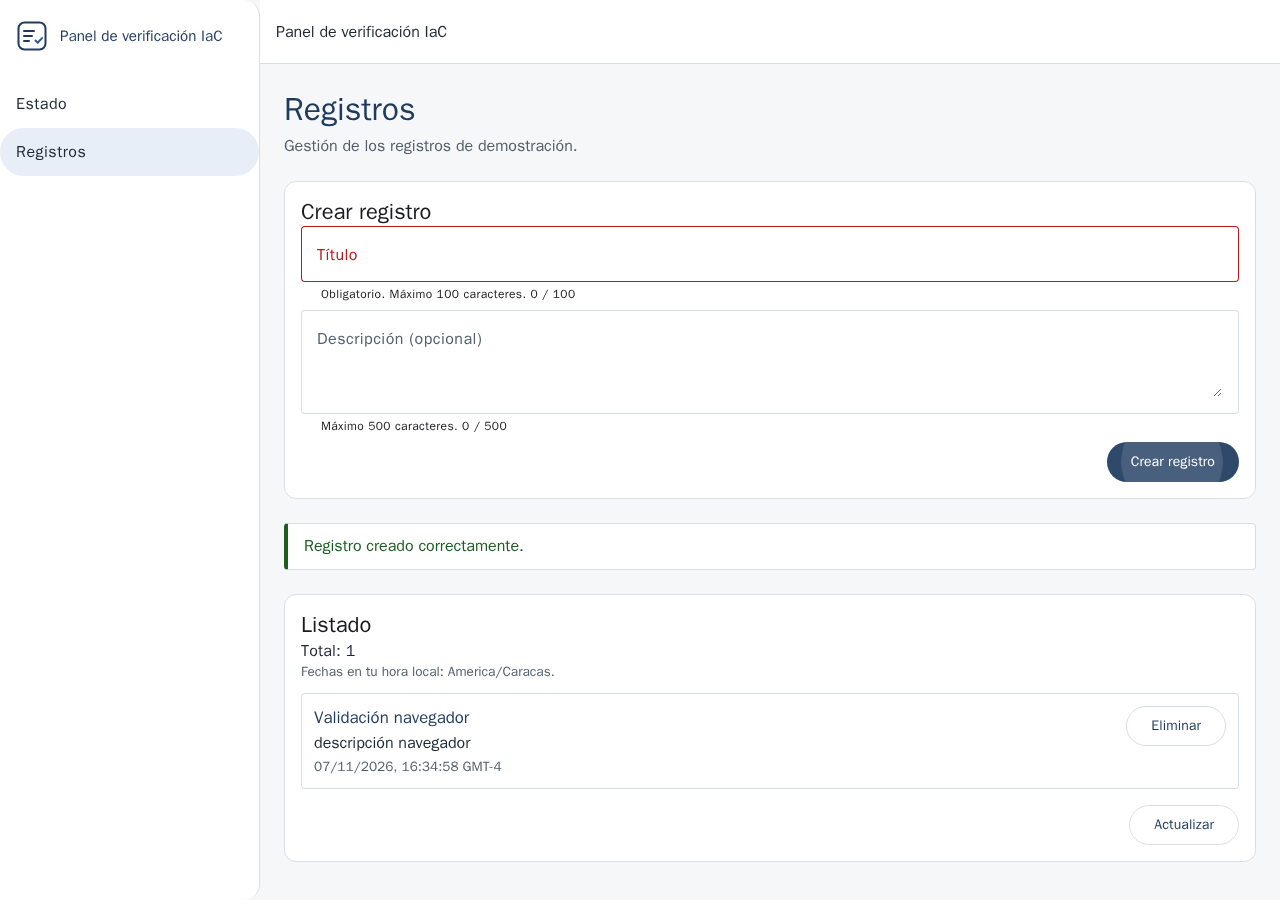 Panel de verificación IaC
Panel de verificación IaC
Estado
Registros
Registros
Gestión de los registros de demostración.
Crear registro
Título
Obligatorio. Máximo 100 caracteres. 0 / 100
Descripción (opcional)
Máximo 500 caracteres. 0 / 500
Crear registro
Registro creado correctamente.
Listado
Total: 1
Fechas en tu hora local: America/Caracas.
Validación navegador
Eliminar
descripción navegador
07/11/2026, 16:34:58 GMT-4
Actualizar